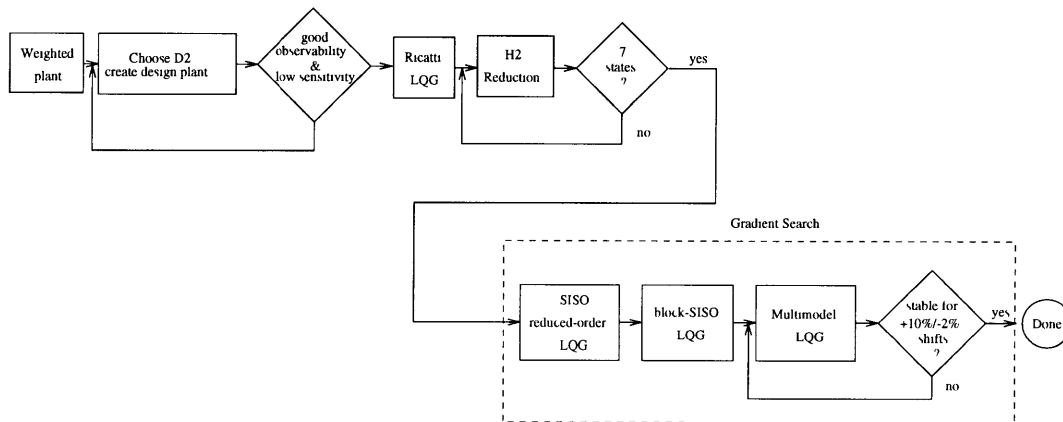 Weighted
plant
Choose D2
create design plant
good
observability
&
low sensitivity
Ricatti
LQG
H2
Reduction
7
states
?
yes
no
Gradient Search
SISO
reduced-order
LQG
block-SISO
LQG
Multimodel
LQG
stable for
+10%/-2%
shifts
?
yes
no
Done